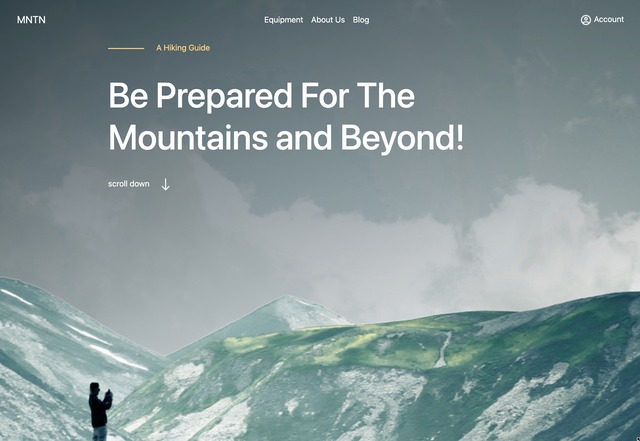 MNTN
Equipment About Us Blog
Account
A Hiking Guide
Be Prepared For The
Mountains and Beyond!
scroll down